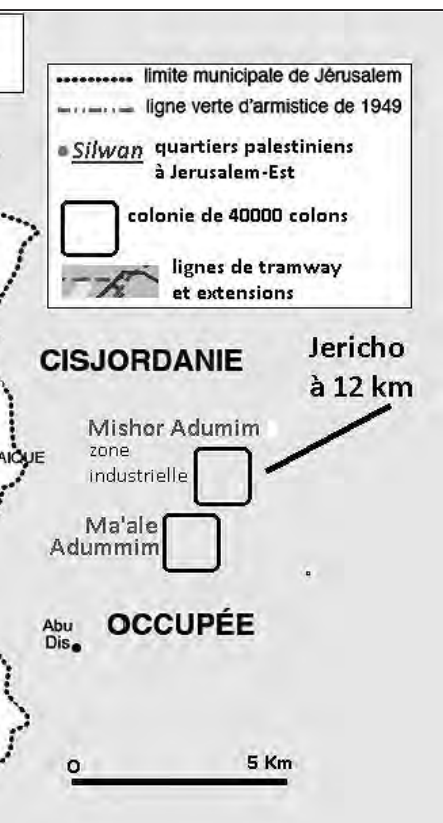 limite municipale de Jérusalem
ligne verte d'armistice de 1949
Silwan quartiers palestiniens
à Jerusalem-Est
colonie de 40000 colons
lignes de tramway
et extensions
CISJORDANIE
Jericho
à 12 km
Mishor Adumim
zone
industrielle
AIQUE
Ma'ale
Adummim
Abu
Dis
OCCUPÉE
0 5 Km